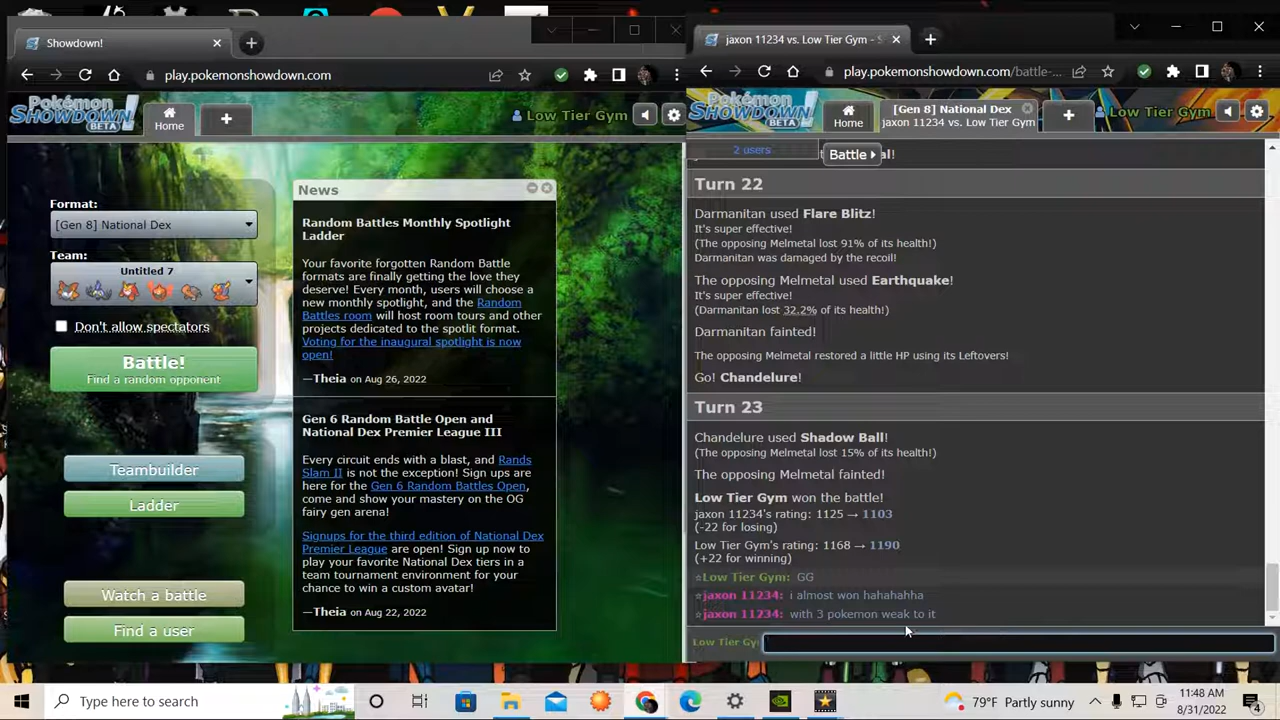 Showdown!
play.pokemonshowdown.com
Pokémon
SHOWDOWN!
BETA
Home
Low Tier Gym
Format:
[Gen 8] National Dex
Team:
Untitled 7
Don't allow spectators
Battle!
Find a random opponent
Teambuilder
Ladder
Watch a battle
Find a user
News
Random Battles Monthly Spotlight
Ladder
Your favorite forgotten Random Battle
formats are finally getting the love they
deserve! Every month, users will choose a
new monthly spotlight, and the Random
Battles room will host room tours and other
projects dedicated to the spotlit format.
Voting for the inaugural spotlight is now
open!
—Theia on Aug 26, 2022
Gen 6 Random Battle Open and
National Dex Premier League III
Every circuit ends with a blast, and Rands
Slam II is not the exception! Sign ups are
here for the Gen 6 Random Battles Open,
come and show your mastery on the OG
fairy gen arena!
Signups for the third edition of National Dex
Premier League are open! Sign up now to
play your favorite National Dex tiers in a
team tournament environment for your
chance to win a custom avatar!
—Theia on Aug 22, 2022
jaxon 11234 vs. Low Tier Gym - S
play.pokemonshowdown.com/battle-...
Pokémon
SHOWDOWN!
BETA
Home
[Gen 8] National Dex
jaxon 11234 vs. Low Tier Gym
Low Tier Gym
2 users
Battle
Turn 22
Darmanitan used Flare Blitz!
It's super effective!
(The opposing Melmetal lost 91% of its health!)
Darmanitan was damaged by the recoil!
The opposing Melmetal used Earthquake!
It's super effective!
(Darmanitan lost 32.2% of its health!)
Darmanitan fainted!
The opposing Melmetal restored a little HP using its Leftovers!
Go! Chandelure!
Turn 23
Chandelure used Shadow Ball!
(The opposing Melmetal lost 15% of its health!)
The opposing Melmetal fainted!
Low Tier Gym won the battle!
jaxon 11234's rating: 1125 → 1103
(-22 for losing)
Low Tier Gym's rating: 1168 → 1190
(+22 for winning)
☆Low Tier Gym: GG
☆jaxon 11234: i almost won hahahahha
☆jaxon 11234: with 3 pokemon weak to it
Low Tier Gy
Type here to search
79°F Partly sunny
11:48 AM
8/31/2022